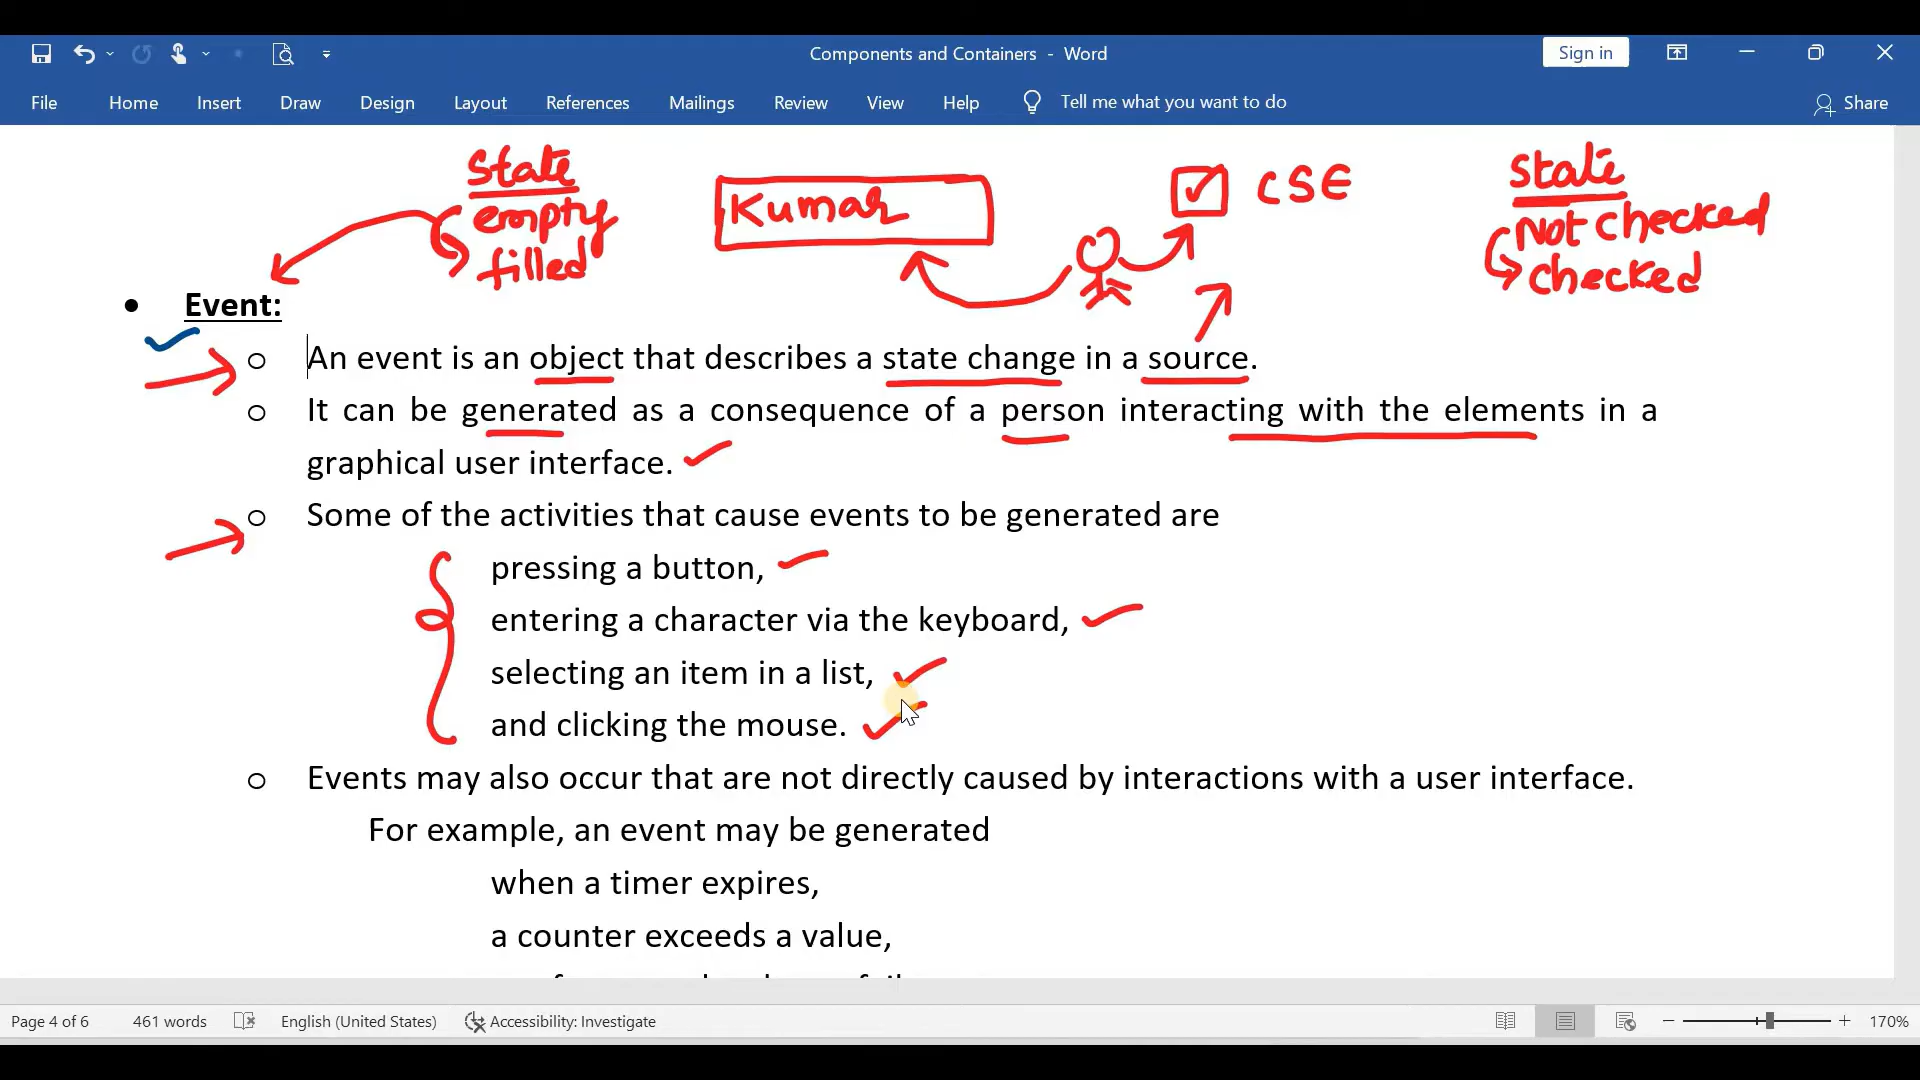 Components and Containers - Word
Sign in
File Home Insert Draw Design Layout References Mailings Review View Help Tell me what you want to do Share
State
empty
filled
Kumar
CSE
State
Not checked
checked
• Event:
o An event is an object that describes a state change in a source.
o It can be generated as a consequence of a person interacting with the elements in a
graphical user interface.
o Some of the activities that cause events to be generated are
pressing a button,
entering a character via the keyboard,
selecting an item in a list,
and clicking the mouse.
o Events may also occur that are not directly caused by interactions with a user interface.
For example, an event may be generated
when a timer expires,
a counter exceeds a value,
Page 4 of 6 461 words English (United States) Accessibility: Investigate 170%